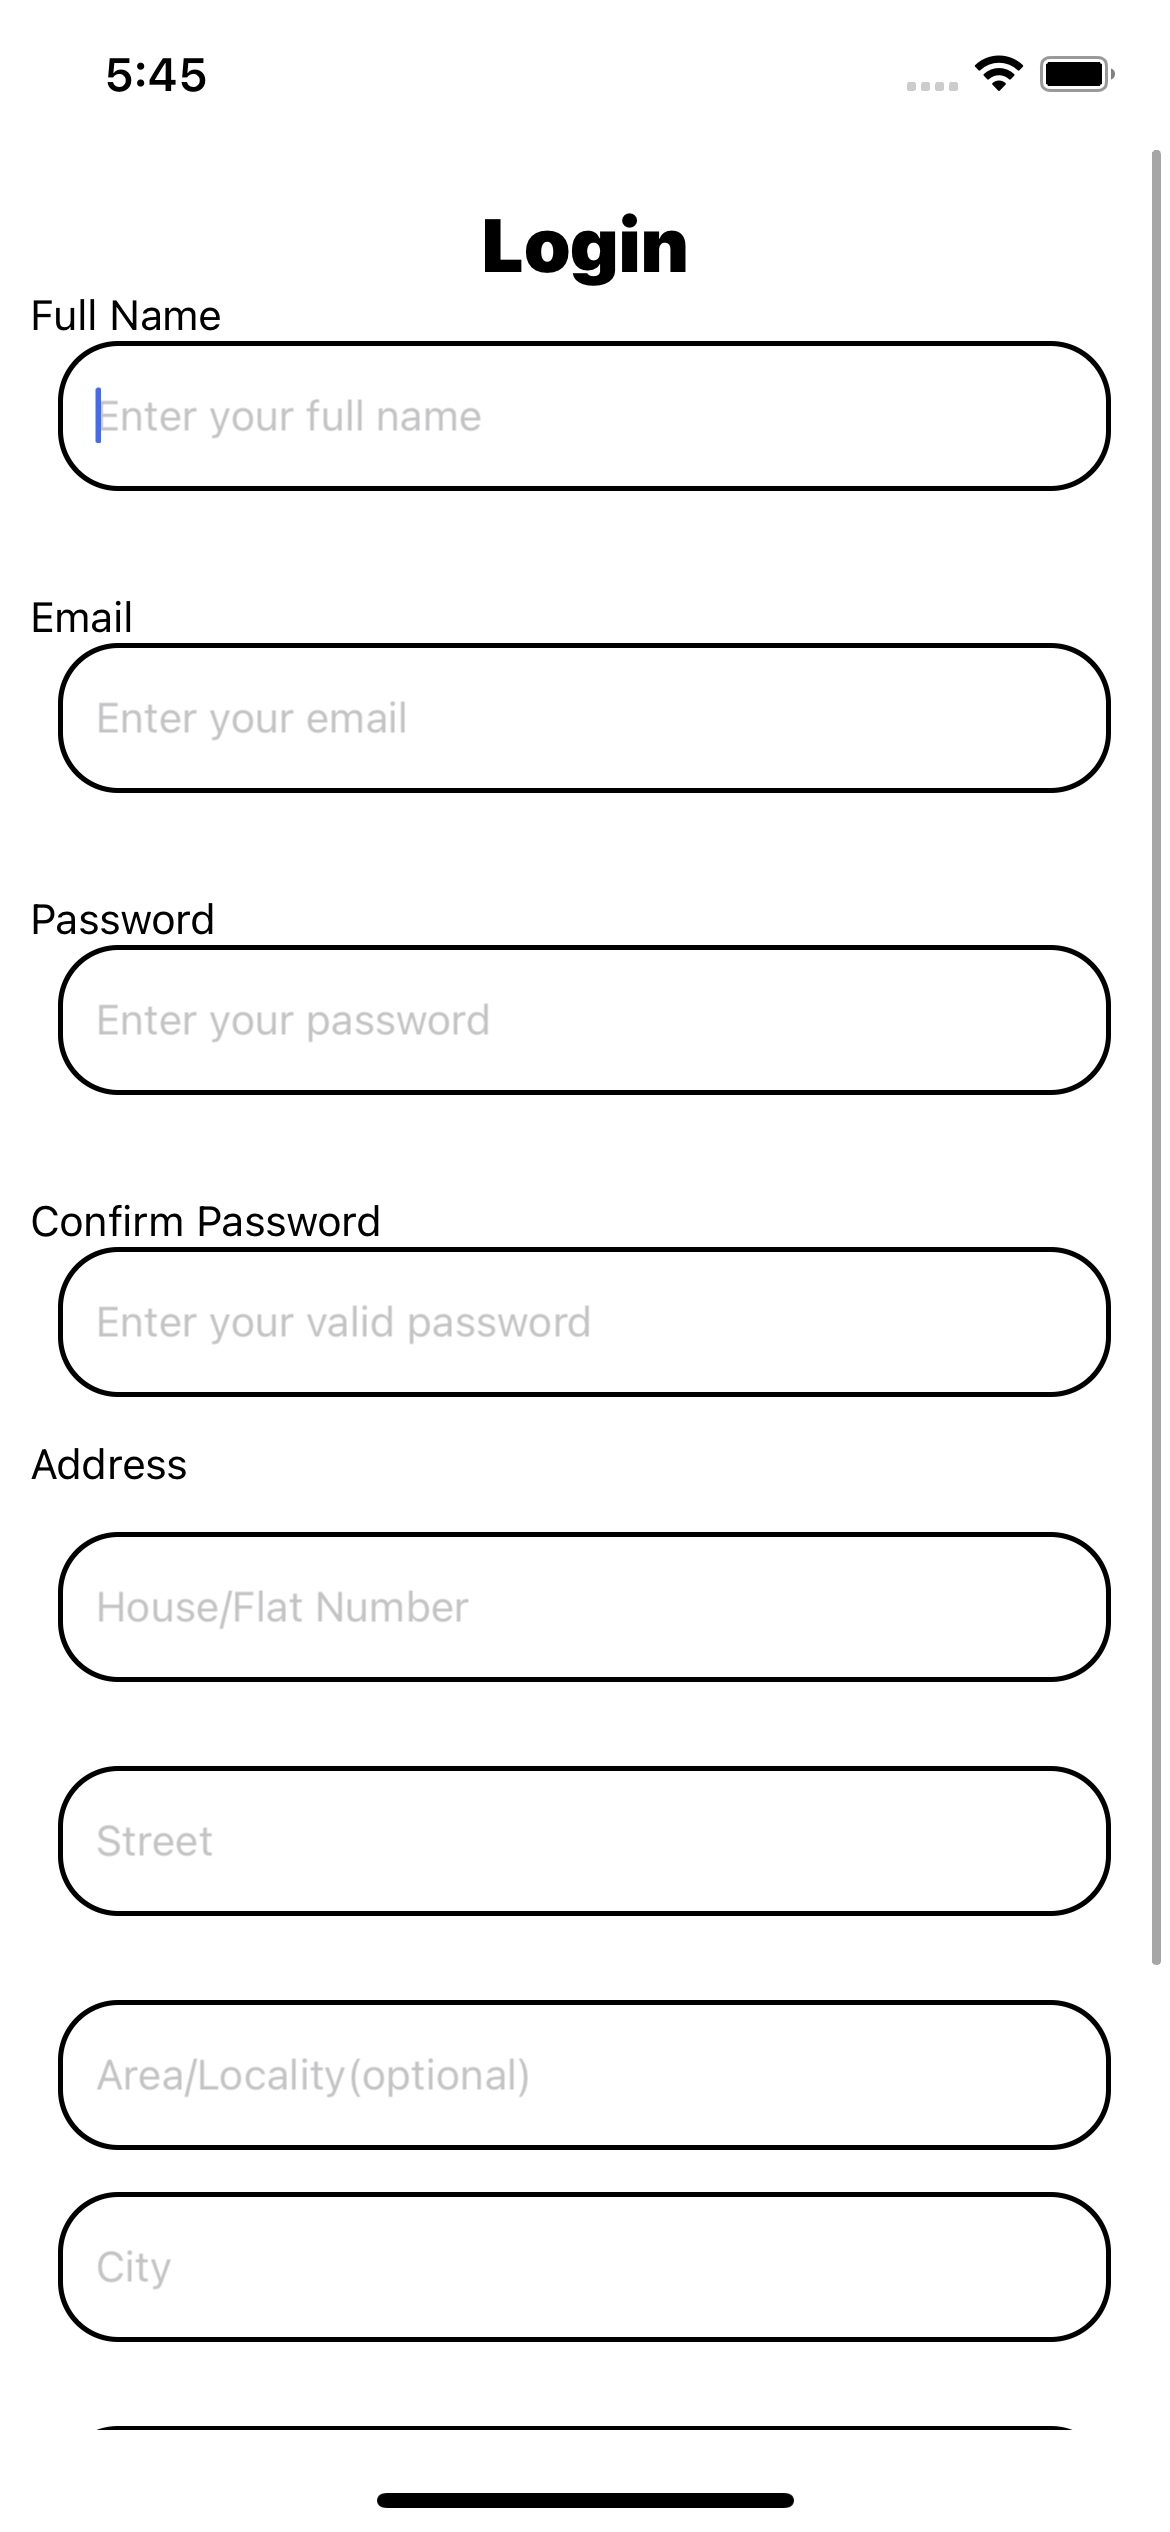 5:45
Login
Full Name
Enter your full name
Email
Enter your email
Password
Enter your password
Confirm Password
Enter your valid password
Address
House/Flat Number
Street
Area/Locality(optional)
City